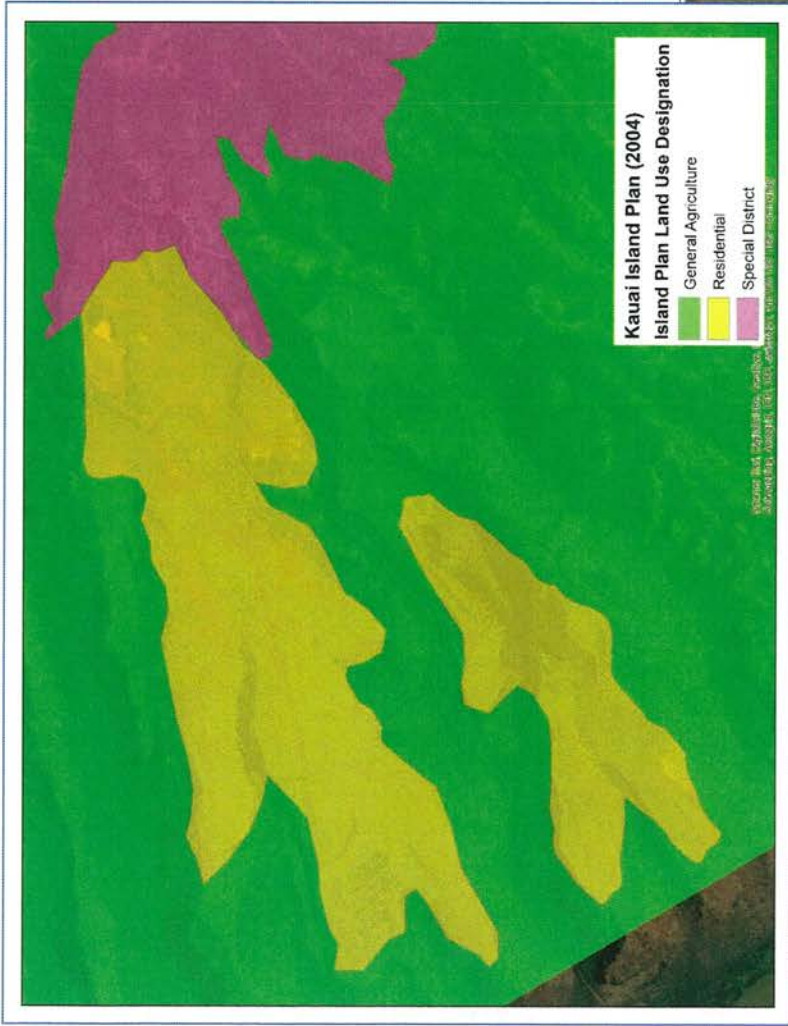 Kauai Island Plan (2004)
Island Plan Land Use Designation
General Agriculture
Residential
Special District